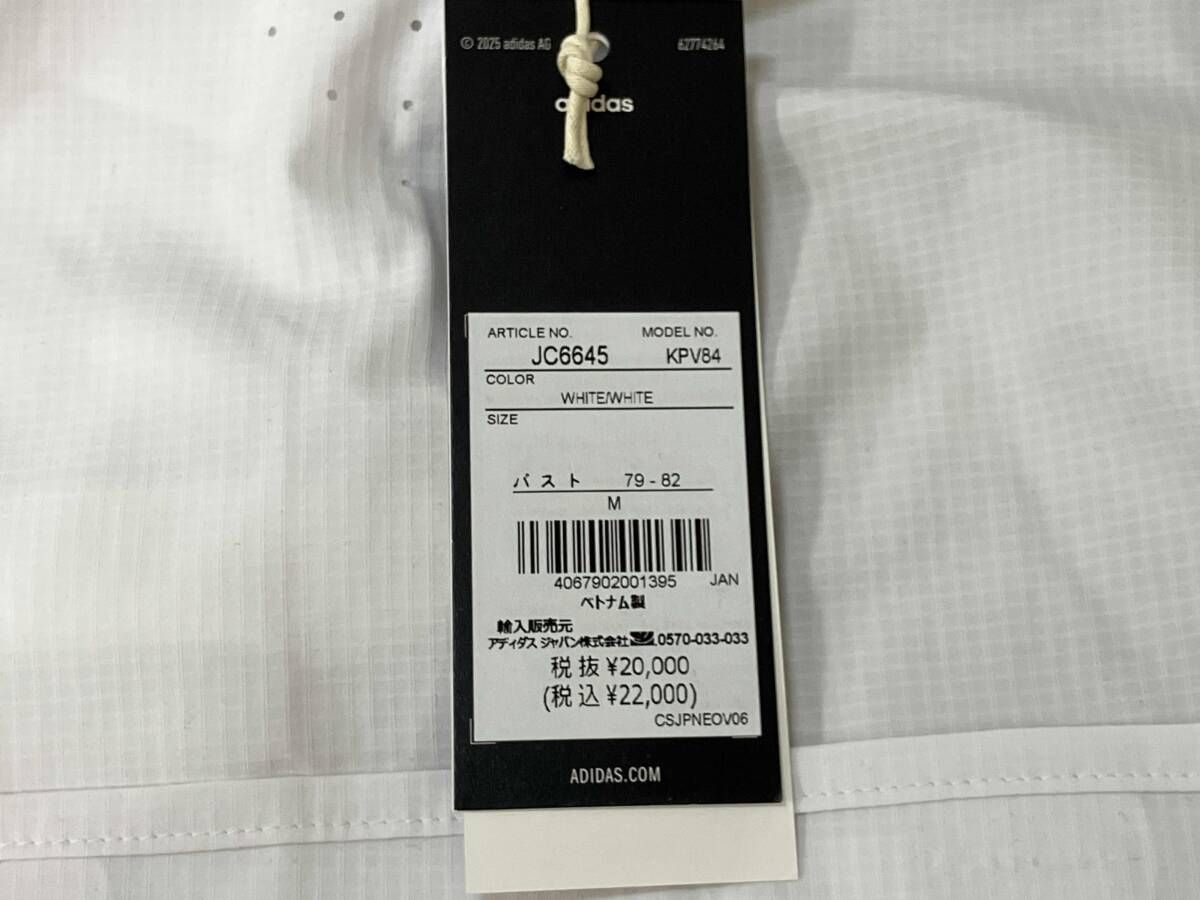 © 2025 adidas AG 62774264
adidas
ARTICLE NO. MODEL NO.
JC6645 KPV84
COLOR
WHITE/WHITE
SIZE
バスト 79-82
M
4067902001395 JAN
ベトナム製
輸入販売元
アディダス ジャパン株式会社 0570-033-033
税抜 ¥20,000
(税込 ¥22,000)
CSJPNEOV06
ADIDAS.COM